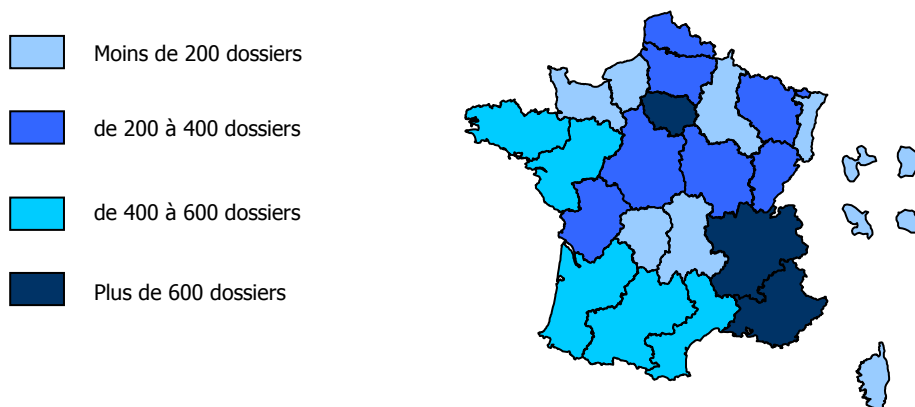 Moins de 200 dossiers
de 200 à 400 dossiers
de 400 à 600 dossiers
Plus de 600 dossiers